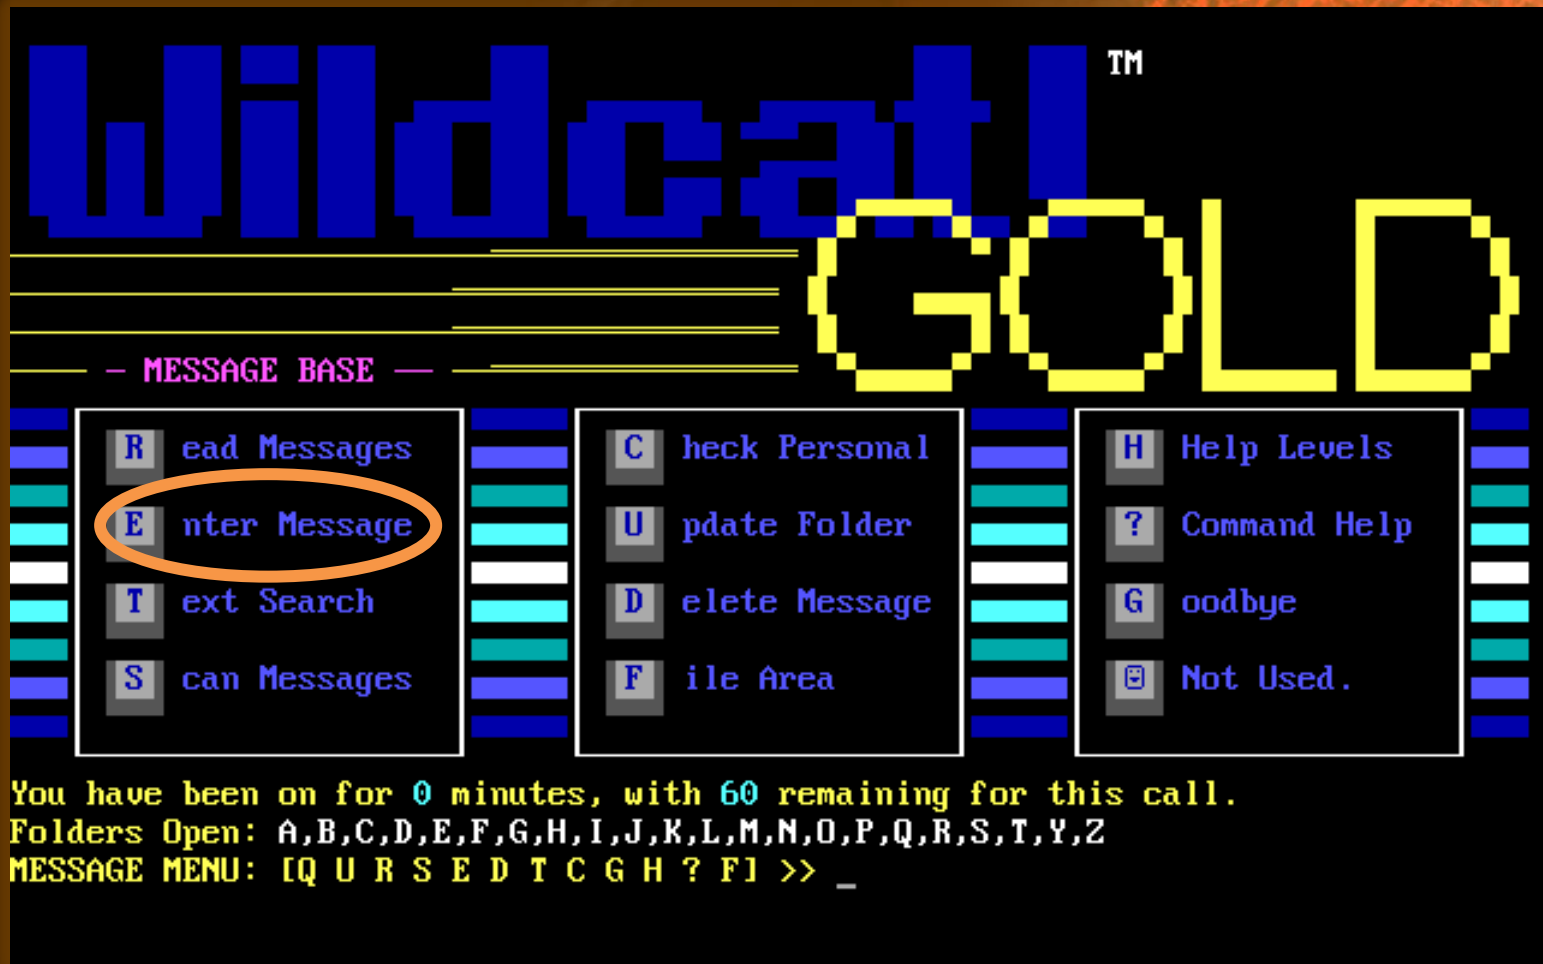 Wildcat! TM
GOLD
— MESSAGE BASE —
R ead Messages
E nter Message
T ext Search
S can Messages
C heck Personal
U pdate Folder
D elete Message
F ile Area
H Help Levels
? Command Help
G oodbye
☺ Not Used.
You have been on for 0 minutes, with 60 remaining for this call.
Folders Open: A,B,C,D,E,F,G,H,I,J,K,L,M,N,O,P,Q,R,S,T,Y,Z
MESSAGE MENU: [Q U R S E D T C G H ? F] >> _